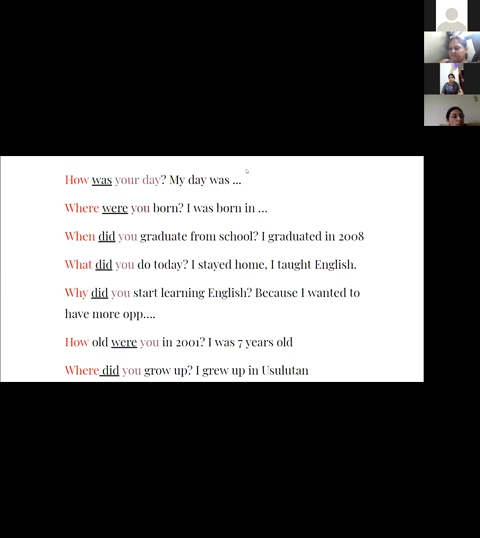 How was your day? My day was ...
Where were you born? I was born in ...
When did you graduate from school? I graduated in 2008
What did you do today? I stayed home, I taught English.
Why did you start learning English? Because I wanted to
have more opp....
How old were you in 2001? I was 7 years old
Where did you grow up? I grew up in Usulutan